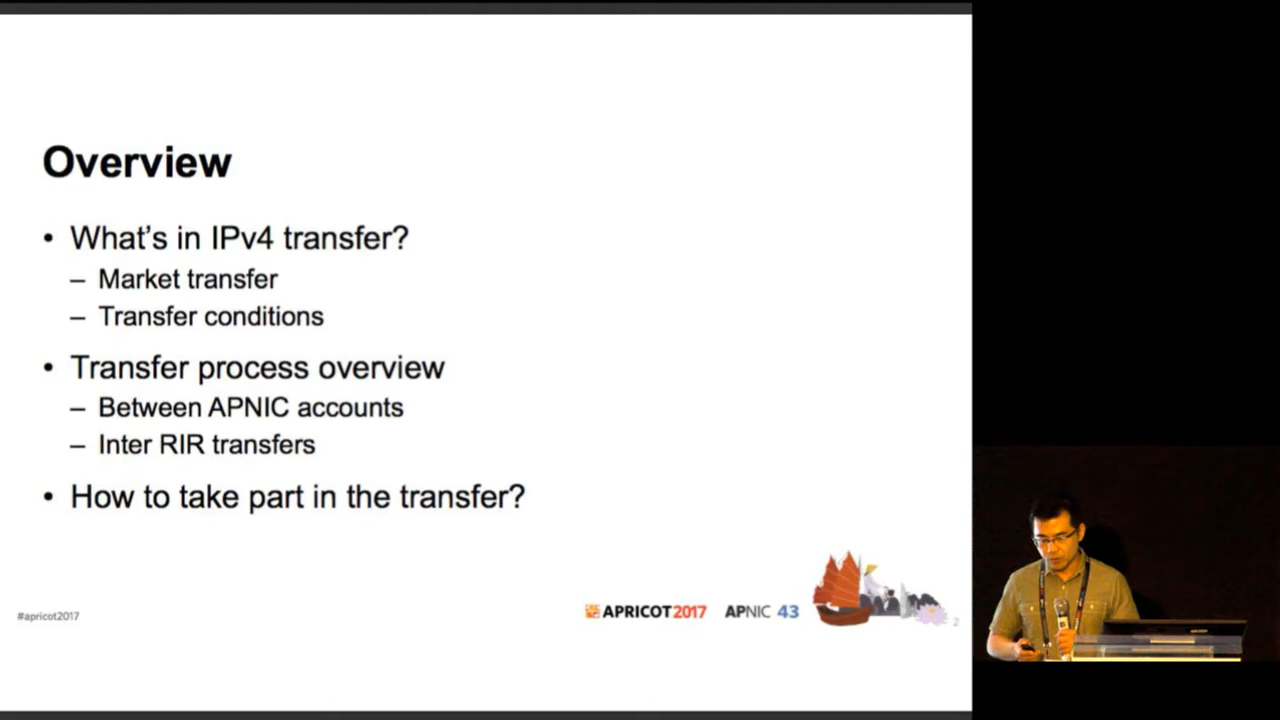 Overview
• What's in IPv4 transfer?
– Market transfer
– Transfer conditions
• Transfer process overview
– Between APNIC accounts
– Inter RIR transfers
• How to take part in the transfer?
#apricot2017
APRICOT2017 APNIC 43
2